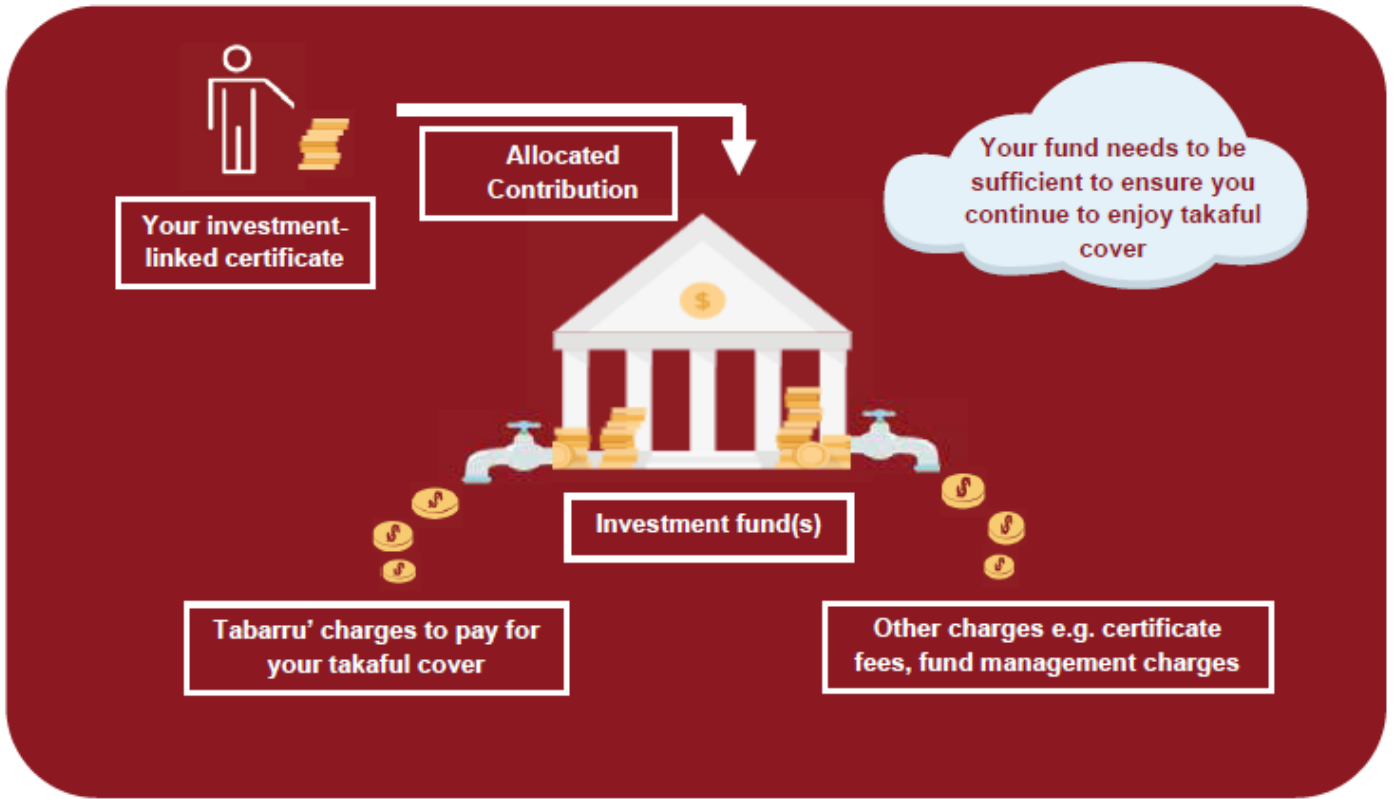 Your investment-
linked certificate
Allocated
Contribution
Your fund needs to be
sufficient to ensure you
continue to enjoy takaful
cover
$
Investment fund(s)
Tabarru’ charges to pay for
your takaful cover
Other charges e.g. certificate
fees, fund management charges